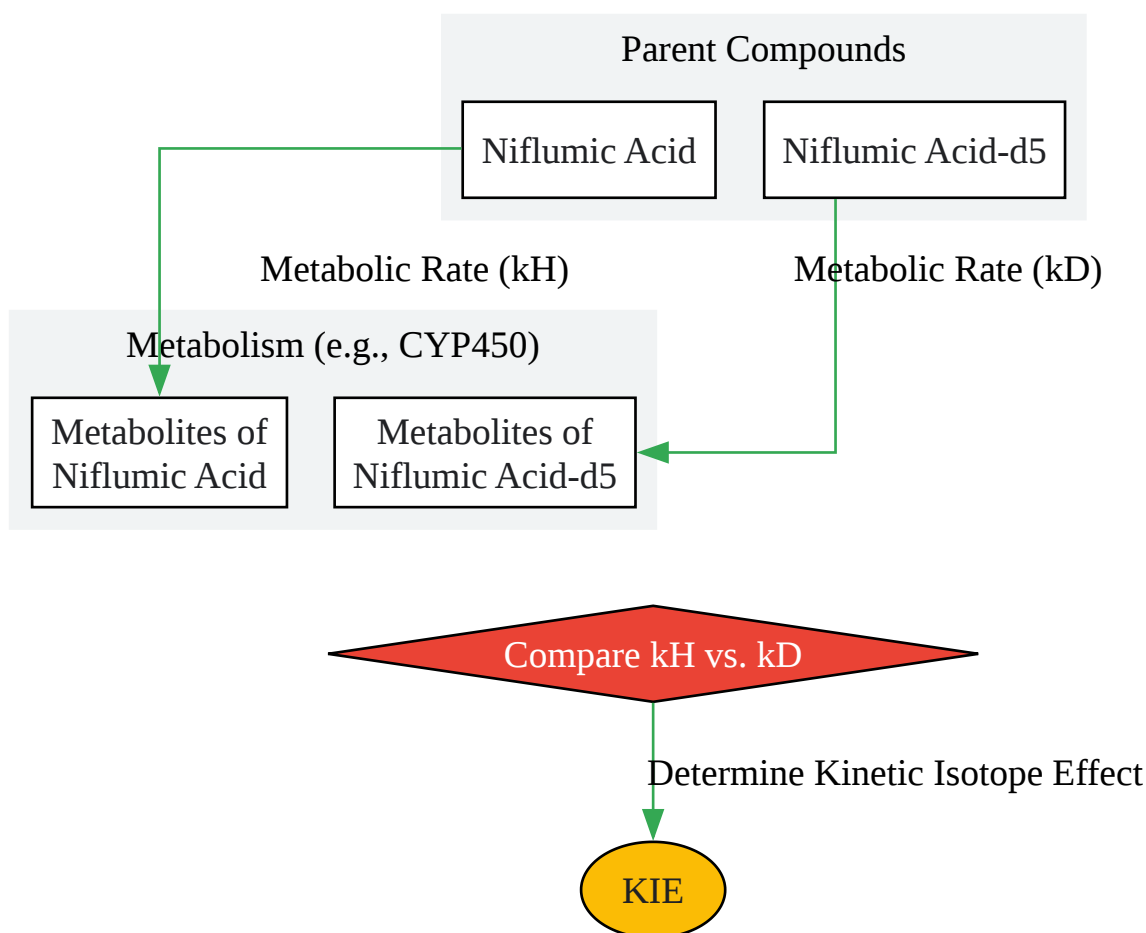 Parent Compounds
Niflumic Acid
Niflumic Acid-d5
Metabolic Rate (kH)
Metabolic Rate (kD)
Metabolism (e.g., CYP450)
Metabolites of
Niflumic Acid
Metabolites of
Niflumic Acid-d5
Compare kH vs. kD
Determine Kinetic Isotope Effect
KIE